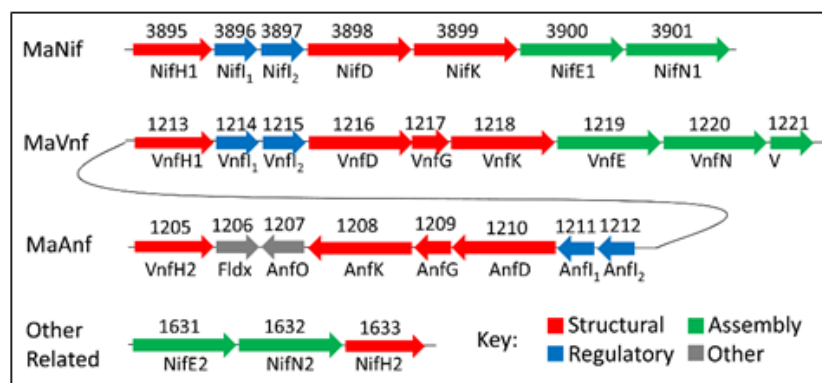 3895 3896 3897 3898 3899 3900 3901
MaNif
NifH1 NifI1 NifI2 NifD NifK NifE1 NifN1
1213 1214 1215 1216 1217 1218 1219 1220 1221
MaVnf
VnfH1 VnfI1 VnfI2 VnfD VnfG VnfK VnfE VnfN V
1205 1206 1207 1208 1209 1210 1211 1212
MaAnf
VnfH2 Fldx AnfO AnfK AnfG AnfD AnfI1 AnfI2
1631 1632 1633
Other
Related
NifE2 NifN2 NifH2
Key:
Structural Assembly
Regulatory Other